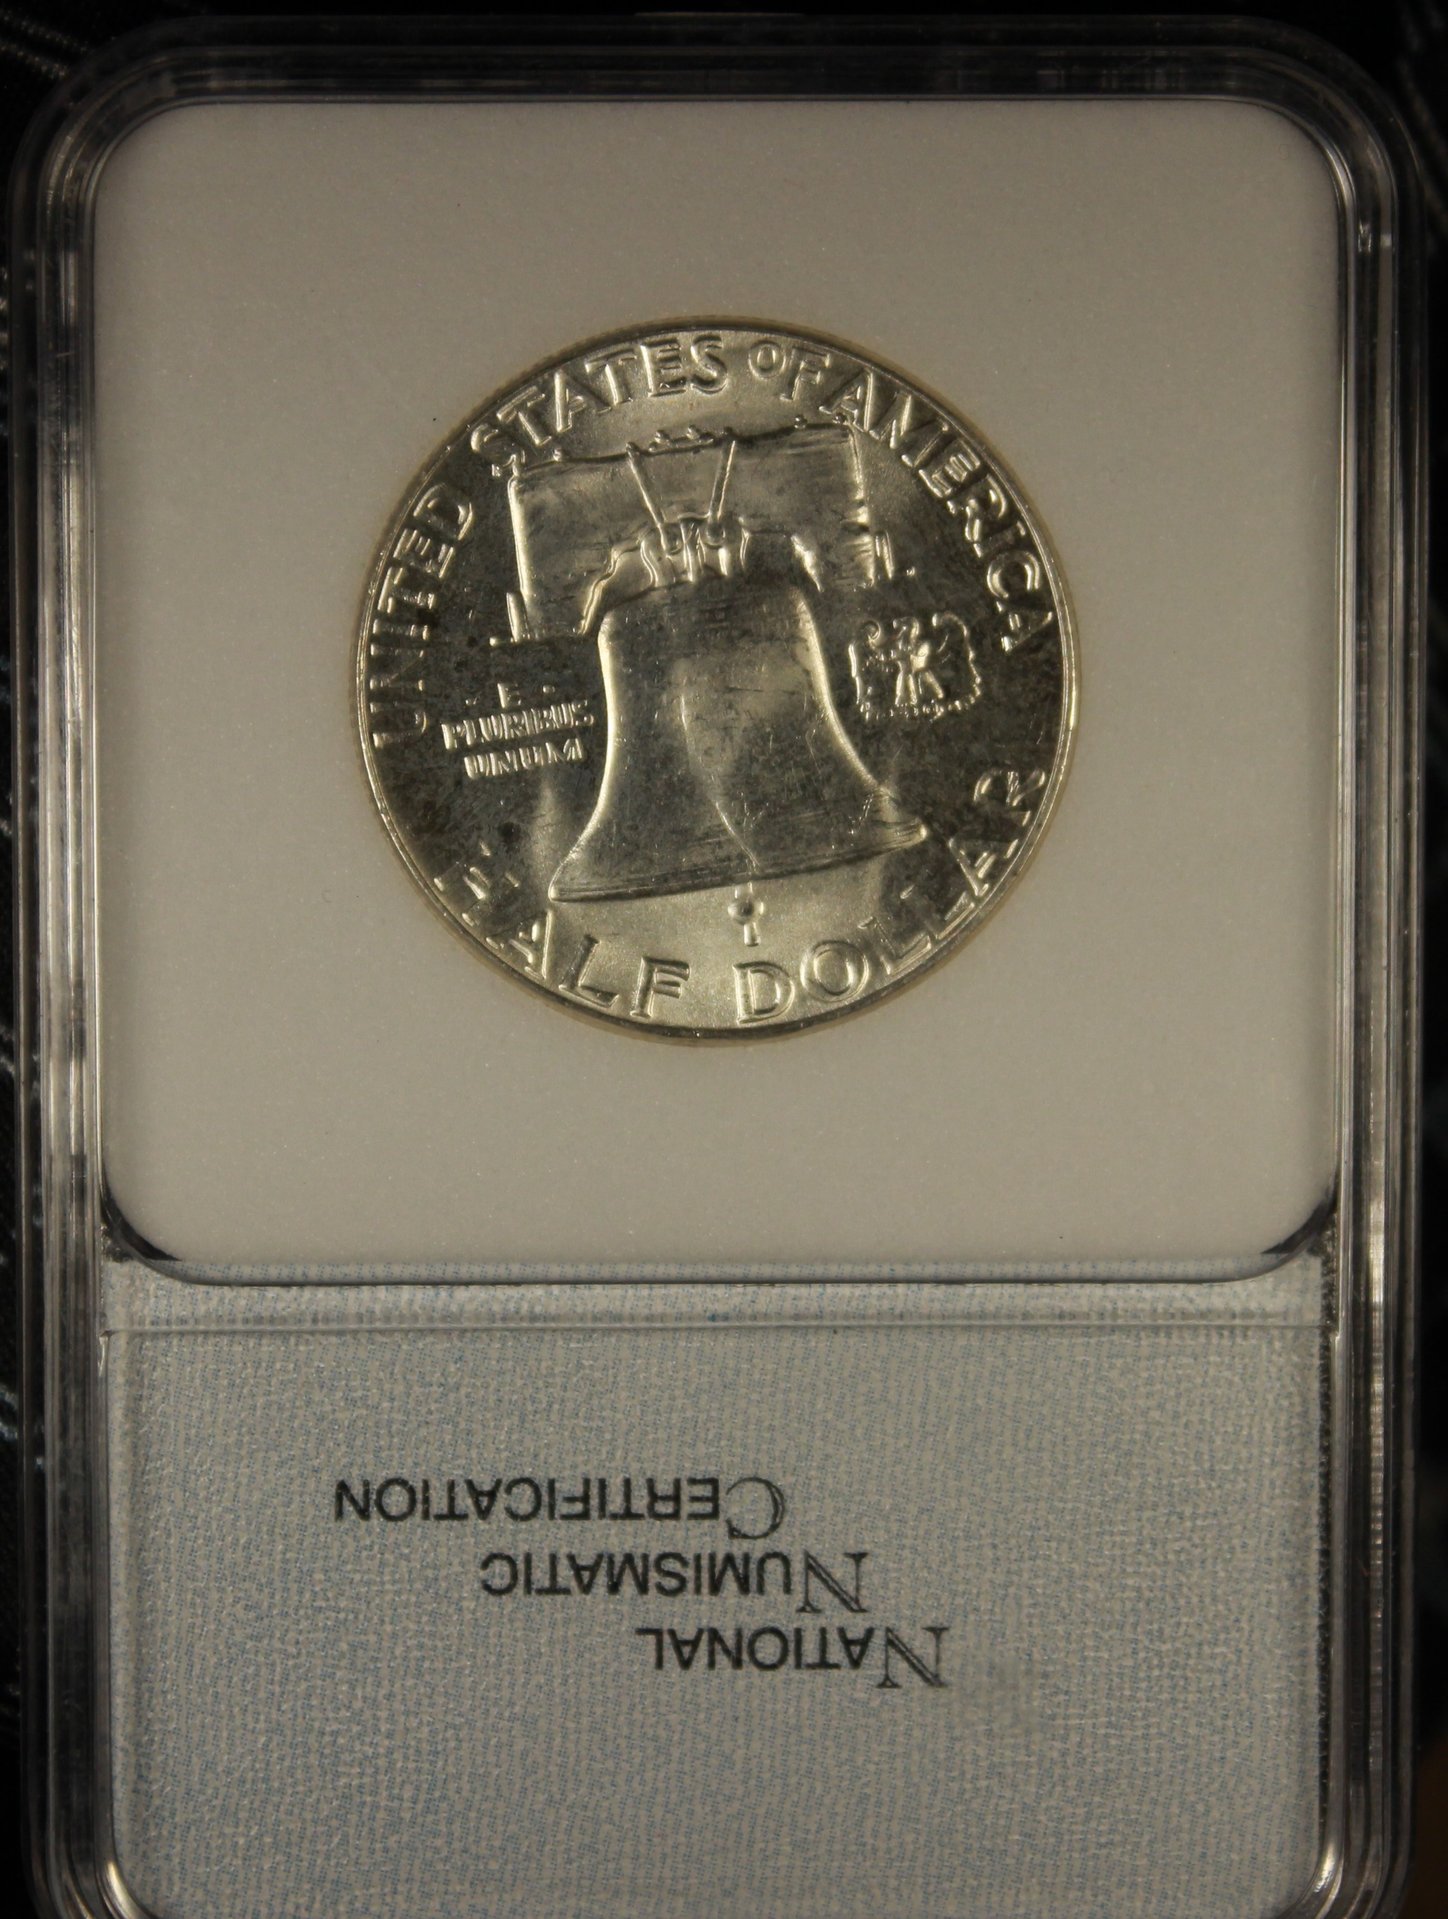 UNITED STATES OF AMERICA
· E ·
PLURIBUS
UNUM
HALF DOLLAR
NATIONAL
NUMISMATIC
CERTIFICATION